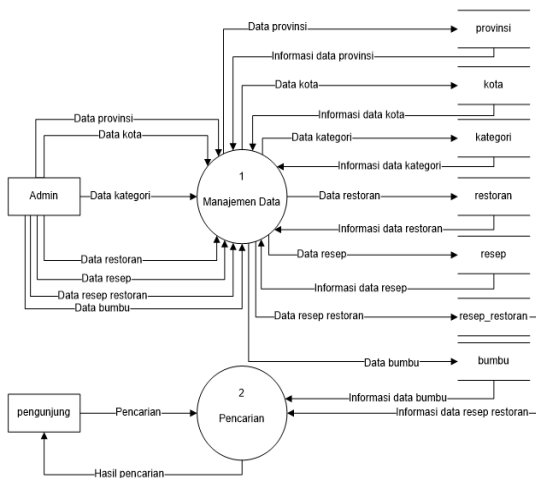 Data provinsi
provinsi
Informasi data provinsi
Data kota
kota
Informasi data kota
Data provinsi
Data kota
Data kategori
kategori
Informasi data kategori
1
Manajemen Data
Admin
Data kategori
Data restoran
restoran
Informasi data restoran
Data restoran
Data resep
resep
Data resep
Informasi data resep
Data resep restoran
Data bumbu
Data resep restoran
resep_restoran
Data bumbu
bumbu
2
Pencarian
pengunjung
Pencarian
Informasi data bumbu
Informasi data resep restoran
Hasil pencarian